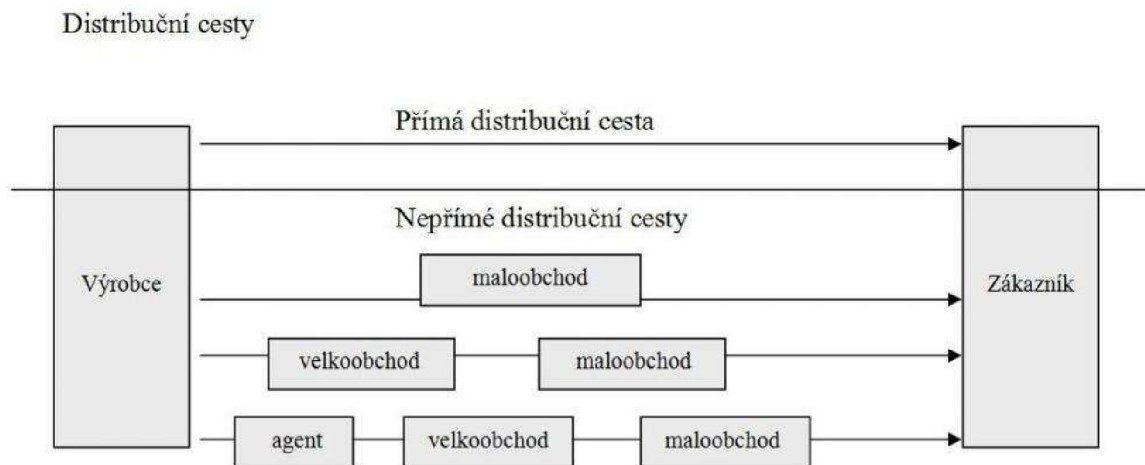 Distribuční cesty
Přímá distribuční cesta
Nepřímé distribuční cesty
Výrobce
maloobchod
Zákazník
velkoobchod maloobchod
agent velkoobchod maloobchod